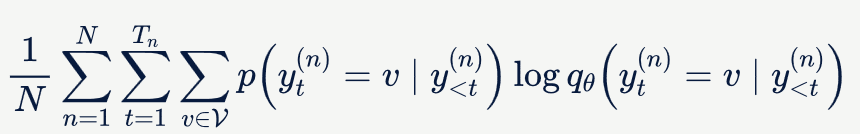 \frac{1}{N} \sum_{n=1}^{N} \sum_{t=1}^{T_n} \sum_{v \in \mathcal{V}} p\left(y_t^{(n)} = v \mid y_{<t}^{(n)}\right) \log q_\theta\left(y_t^{(n)} = v \mid y_{<t}^{(n)}\right)